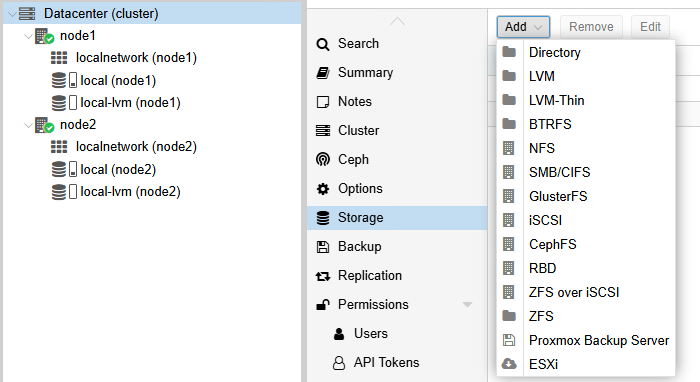 Datacenter (cluster)
node1
localnetwork (node1)
local (node1)
local-lvm (node1)
node2
localnetwork (node2)
local (node2)
local-lvm (node2)
Search
Summary
Notes
Cluster
Ceph
Options
Storage
Backup
Replication
Permissions
Users
API Tokens
Add
Remove
Edit
Directory
LVM
LVM-Thin
BTRFS
NFS
SMB/CIFS
GlusterFS
iSCSI
CephFS
RBD
ZFS over iSCSI
ZFS
Proxmox Backup Server
ESXi